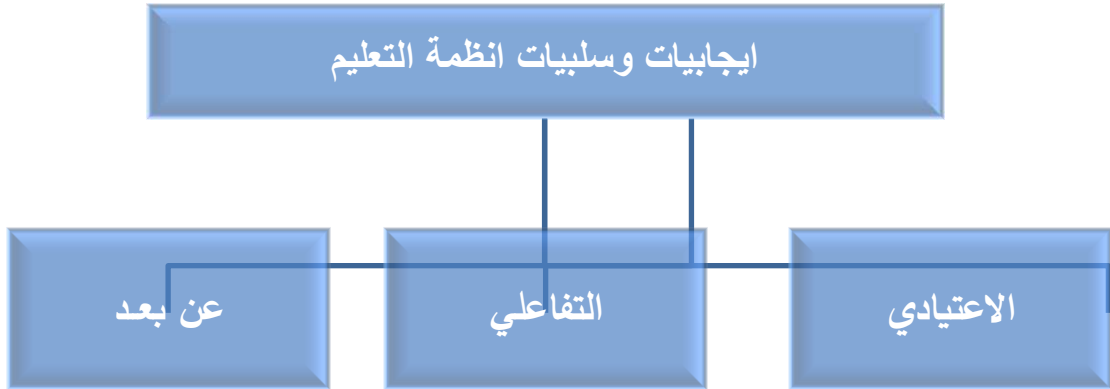 ايجابيات وسلبيات انظمة التعليم
الاعتيادي
التفاعلي
عن بعد